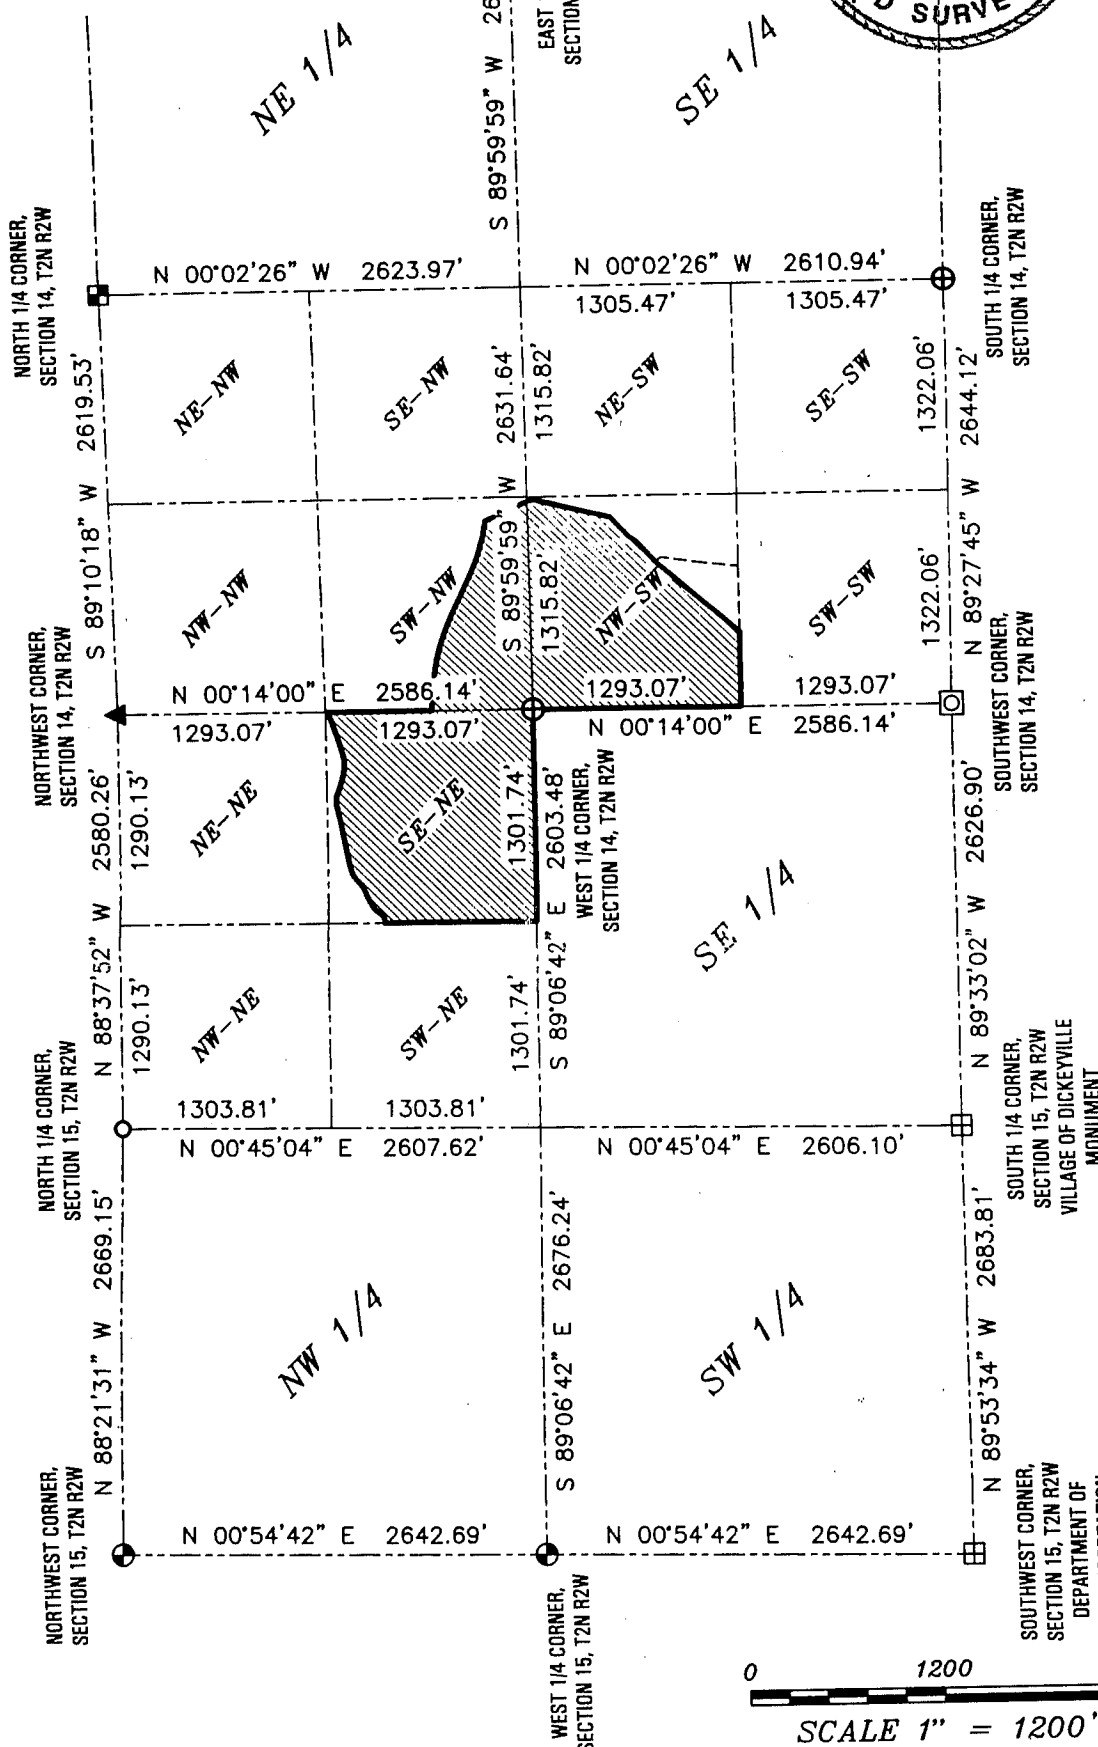 D SURVE
NE 1/4
SE 1/4
S 89°59'59" W 26
EAST
SECTION
NORTH 1/4 CORNER,
SECTION 14, T2N R2W
N 00°02'26" W 2623.97'
N 00°02'26" W 2610.94'
1305.47'
1305.47'
SOUTH 1/4 CORNER,
SECTION 14, T2N R2W
S 89°10'18" W 2619.53'
NE-NW
SE-NW
S 89°59'59" W 2631.64'
1315.82'
NE-SW
SE-SW
1322.06'
N 89°27'45" W 2644.12'
NW-NW
SW-NW
1315.82'
NW-SW
SW-SW
1322.06'
NORTHWEST CORNER,
SECTION 14, T2N R2W
N 00°14'00" E 2586.14'
1293.07'
1293.07'
1293.07'
1293.07'
N 00°14'00" E 2586.14'
SOUTHWEST CORNER,
SECTION 14, T2N R2W
N 88°37'52" W 2580.26'
1290.13'
NE-NE
SE-NE
1301.74'
S 89°06'42" E 2603.48'
WEST 1/4 CORNER,
SECTION 14, T2N R2W
SE 1/4
N 89°33'02" W 2626.90'
1290.13'
NW-NE
SW-NE
1301.74'
1303.81'
1303.81'
NORTH 1/4 CORNER,
SECTION 15, T2N R2W
N 00°45'04" E 2607.62'
N 00°45'04" E 2606.10'
SOUTH 1/4 CORNER,
SECTION 15, T2N R2W
VILLAGE OF DICKEYVILLE
MONUMENT
N 88°21'31" W 2669.15'
NW 1/4
S 89°06'42" E 2676.24'
SW 1/4
N 89°53'34" W 2683.81'
NORTHWEST CORNER,
SECTION 15, T2N R2W
N 00°54'42" E 2642.69'
N 00°54'42" E 2642.69'
WEST 1/4 CORNER,
SECTION 15, T2N R2W
SOUTHWEST CORNER,
SECTION 15, T2N R2W
DEPARTMENT OF
0 1200
SCALE 1" = 1200'